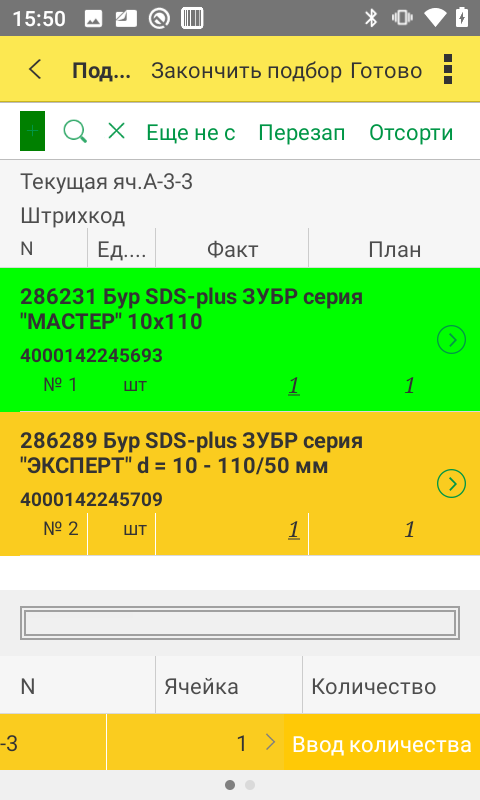 15:50
Под... Закончить подбор Готово
+ Еще не с Перезап Отсорти
Текущая яч.А-3-3
Штрихкод
N Ед.... Факт План
286231 Бур SDS-plus ЗУБР серия
"МАСТЕР" 10х110
4000142245693
№ 1 шт 1 1
286289 Бур SDS-plus ЗУБР серия
"ЭКСПЕРТ" d = 10 - 110/50 мм
4000142245709
№ 2 шт 1 1
N Ячейка Количество
-3 1 Ввод количества